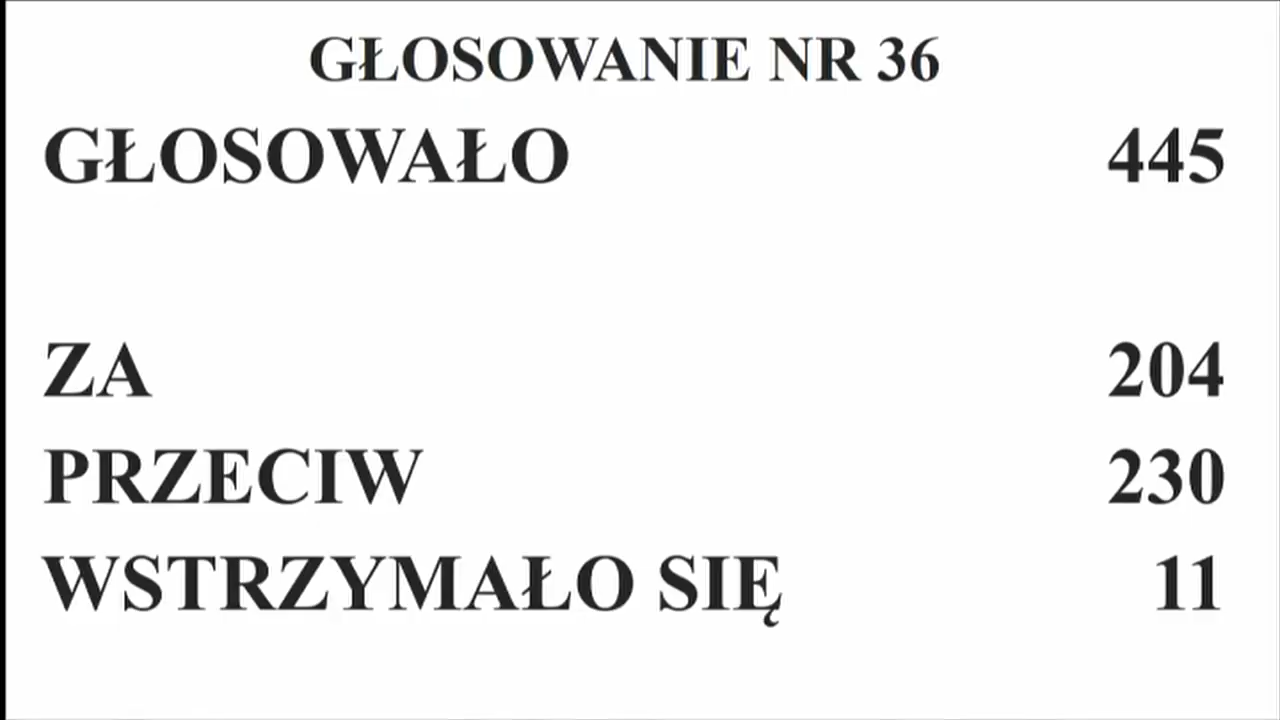 GŁOSOWANIE NR 36
GŁOSOWAŁO 445
ZA 204
PRZECIW 230
WSTRZYMAŁO SIĘ 11